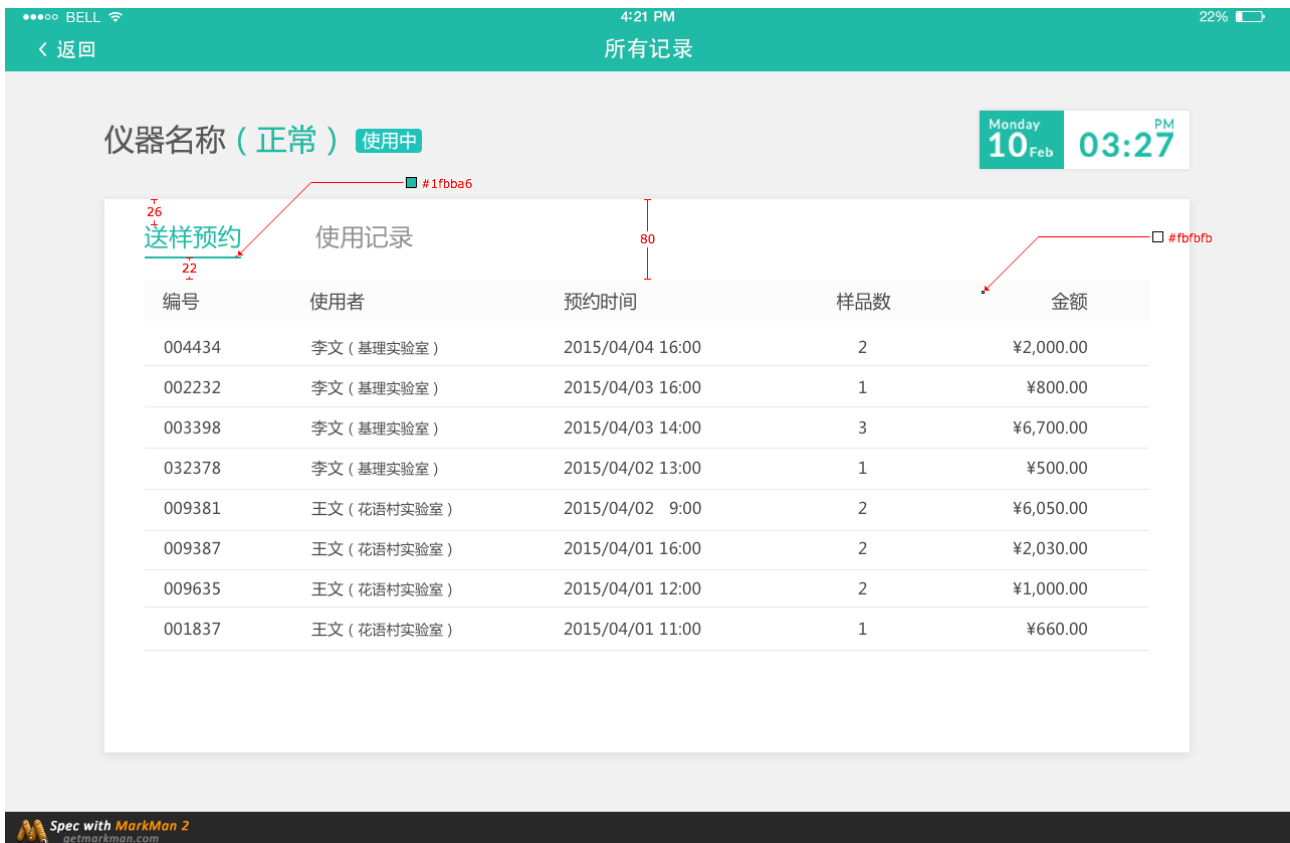 BELL 4:21 PM 22%
返回 所有记录
仪器名称（正常） 使用中
Monday
10 Feb
PM
03:27
#1fbba6
26
送样预约 使用记录
80
#fbfbfb
22
编号 使用者 预约时间 样品数 金额
004434 李文（基理实验室） 2015/04/04 16:00 2 ¥2,000.00
002232 李文（基理实验室） 2015/04/03 16:00 1 ¥800.00
003398 李文（基理实验室） 2015/04/03 14:00 3 ¥6,700.00
032378 李文（基理实验室） 2015/04/02 13:00 1 ¥500.00
009381 王文（花语村实验室） 2015/04/02 9:00 2 ¥6,050.00
009387 王文（花语村实验室） 2015/04/01 16:00 2 ¥2,030.00
009635 王文（花语村实验室） 2015/04/01 12:00 2 ¥1,000.00
001837 王文（花语村实验室） 2015/04/01 11:00 1 ¥660.00
Spec with MarkMan 2
getmarkman.com